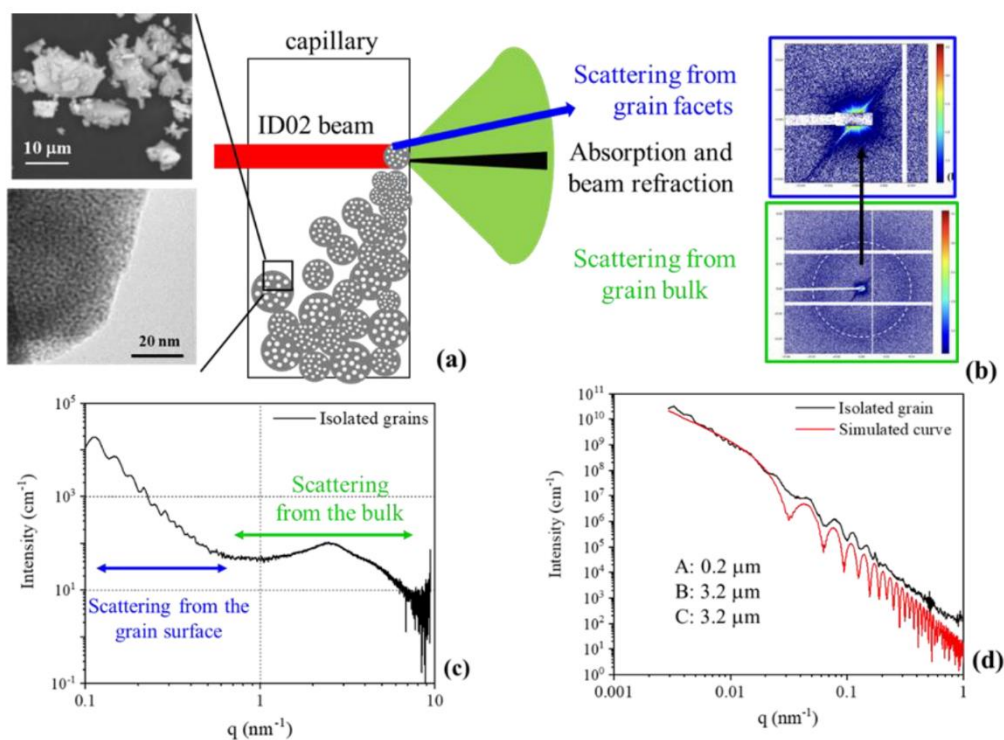 capillary
ID02 beam
10 μm
20 nm
Scattering from
grain facets
Absorption and
beam refraction
Scattering from
grain bulk
(a)
(b)
10⁵
10³
10¹
10⁻¹
Intensity (cm⁻¹)
Isolated grains
Scattering
from the bulk
Scattering from the
grain surface
(c)
0.1
1
10
q (nm⁻¹)
10¹¹
10¹⁰
10⁹
10⁸
10⁷
10⁶
10⁵
10⁴
10³
10²
10¹
10⁰
Intensity (cm⁻¹)
Isolated grain
Simulated curve
A: 0.2 μm
B: 3.2 μm
C: 3.2 μm
(d)
0.001
0.01
0.1
1
q (nm⁻¹)